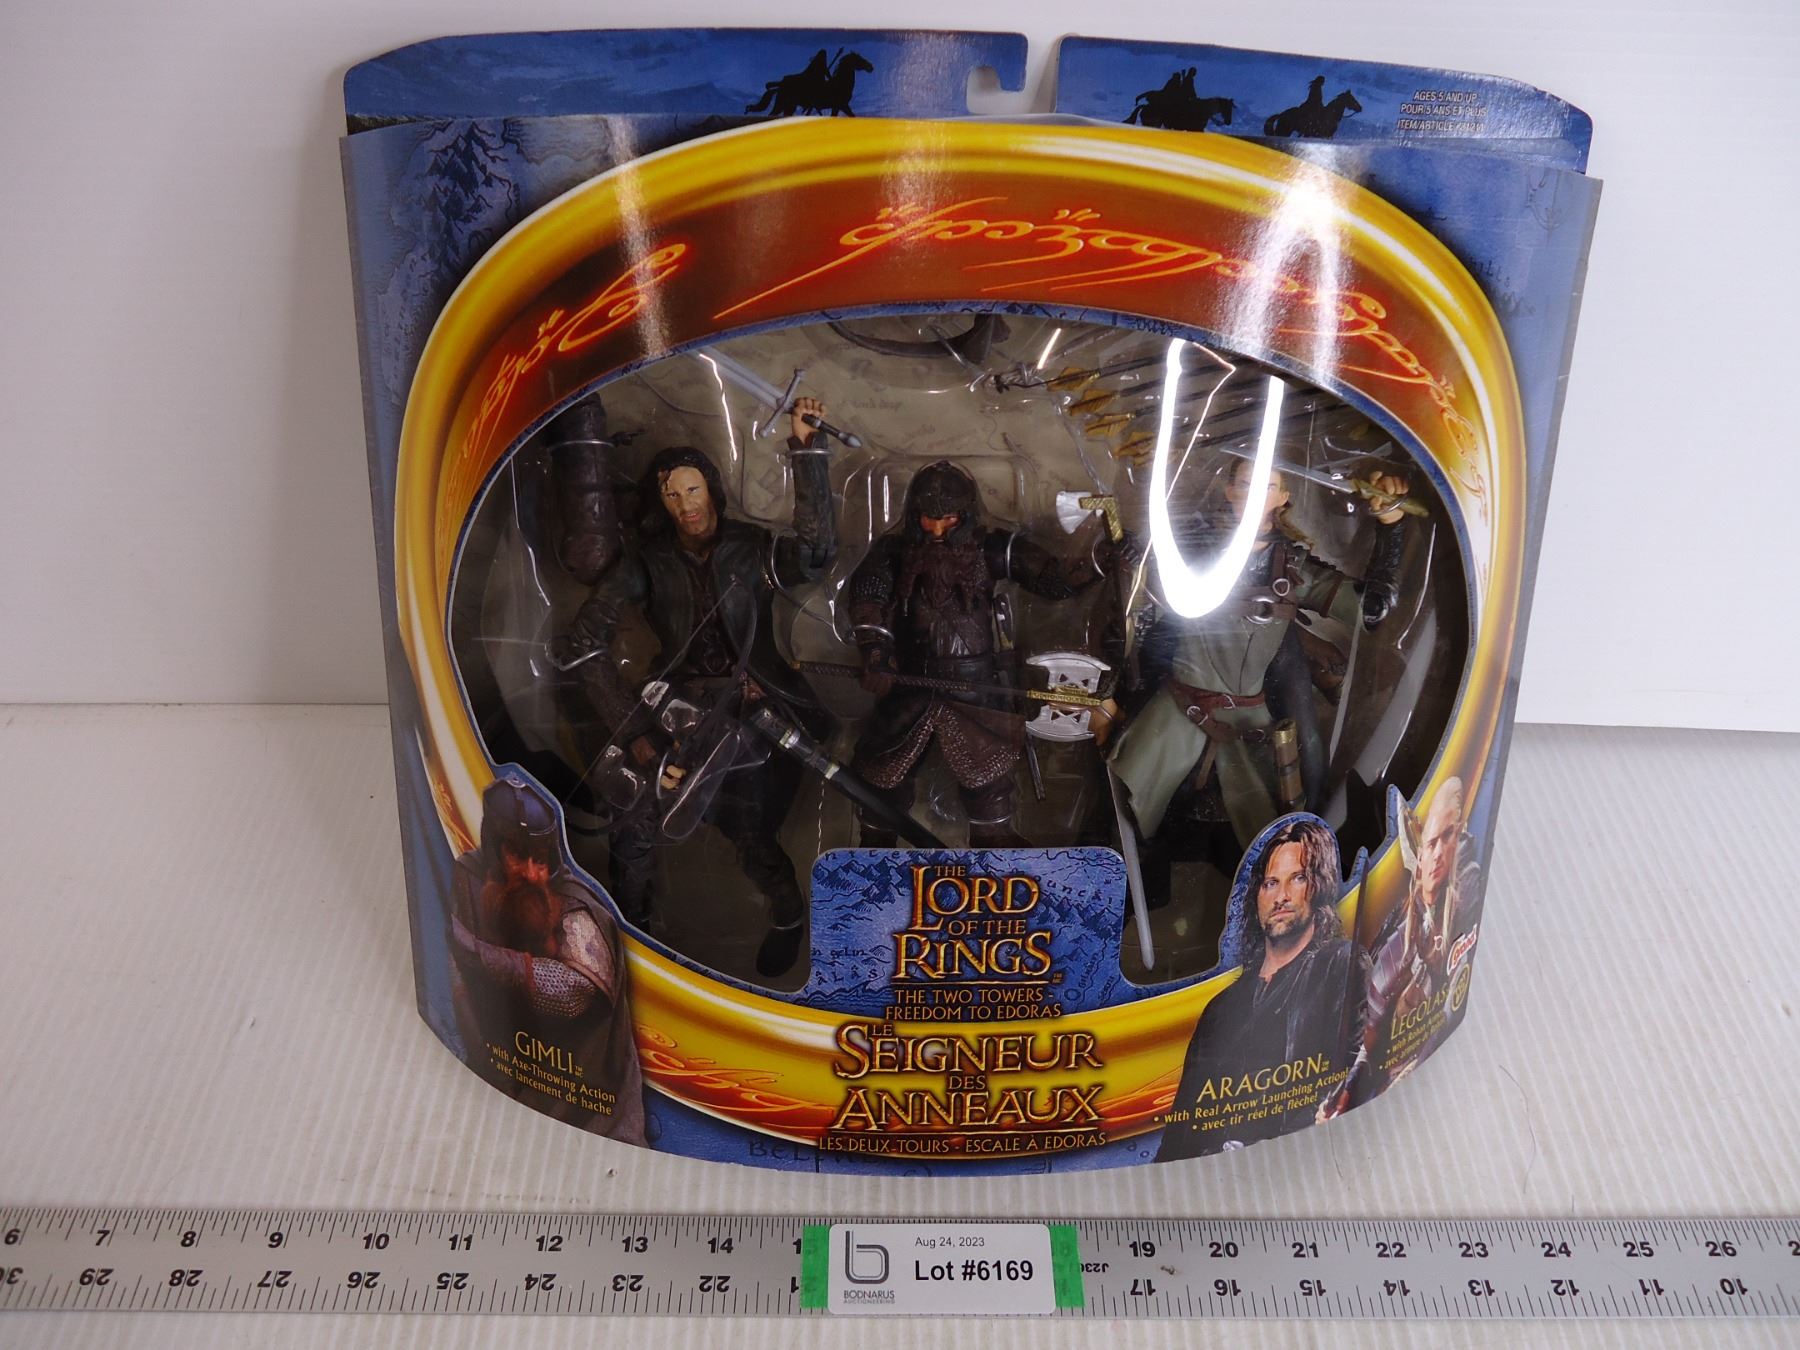 AGES 5 AND UP
POUR 5 ANS ET PLUS
ITEM/ARTICLE
THE
LORD
OF THE
RINGS
THE TWO TOWERS -
FREEDOM TO EDORAS
LE
SEIGNEUR
DES
ANNEAUX
LES DEUX TOURS - ESCALE À EDORAS
GIMLI
• with Axe-Throwing Action
• avec lancement de hache
ARAGORN
• with Real Arrow Launching Action!
• avec tir réel de flèche!
LEGOLAS
6 7 8 9 10 11 12 13 14 19 20 21 22 23 24 25 26
29 28 27 26 25 24 23 22 17 16 15 14 13 12 11 10
b
BODNARUS
AUCTIONEERING
Aug 24, 2023
Lot #6169